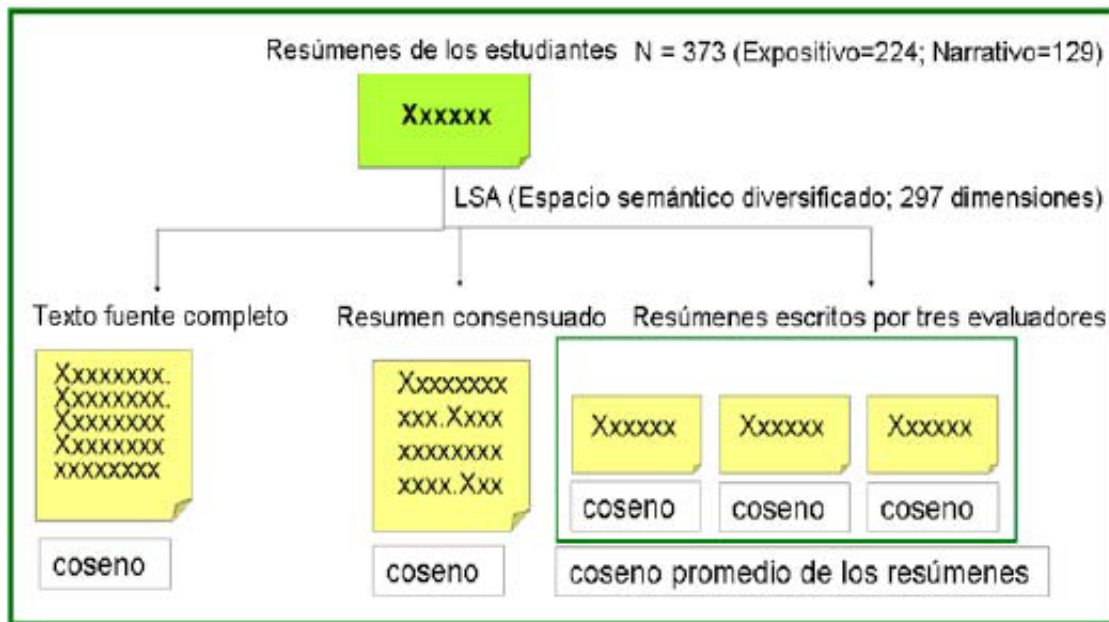 Resúmenes de los estudiantes N = 373 (Expositivo=224; Narrativo=129)
Xxxxxx
LSA (Espacio semántico diversificado; 297 dimensiones)
Texto fuente completo
Resumen consensuado
Resúmenes escritos por tres evaluadores
Xxxxxxxx.
Xxxxxxxx.
Xxxxxxxx
Xxxxxxxx
xxxxxxxx
coseno
Xxxxxxxx
xxx.Xxxx
xxxxxxxx
xxxx.Xxx
coseno
Xxxxxx
Xxxxxx
Xxxxxx
coseno
coseno
coseno
coseno promedio de los resúmenes